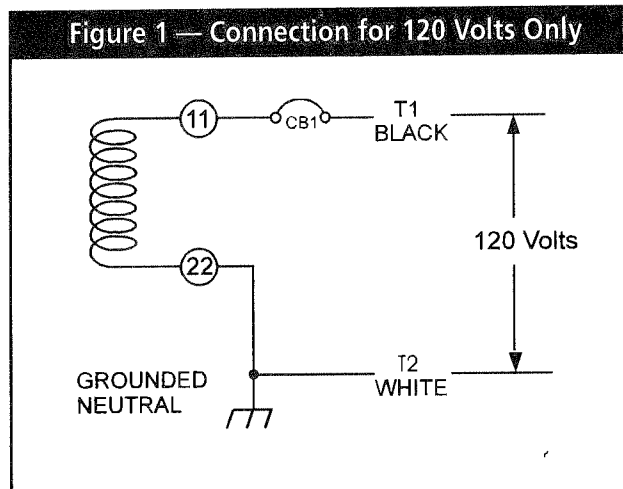 Figure 1 — Connection for 120 Volts Only
11
CB1
T1
BLACK
120 Volts
22
GROUNDED
NEUTRAL
T2
WHITE